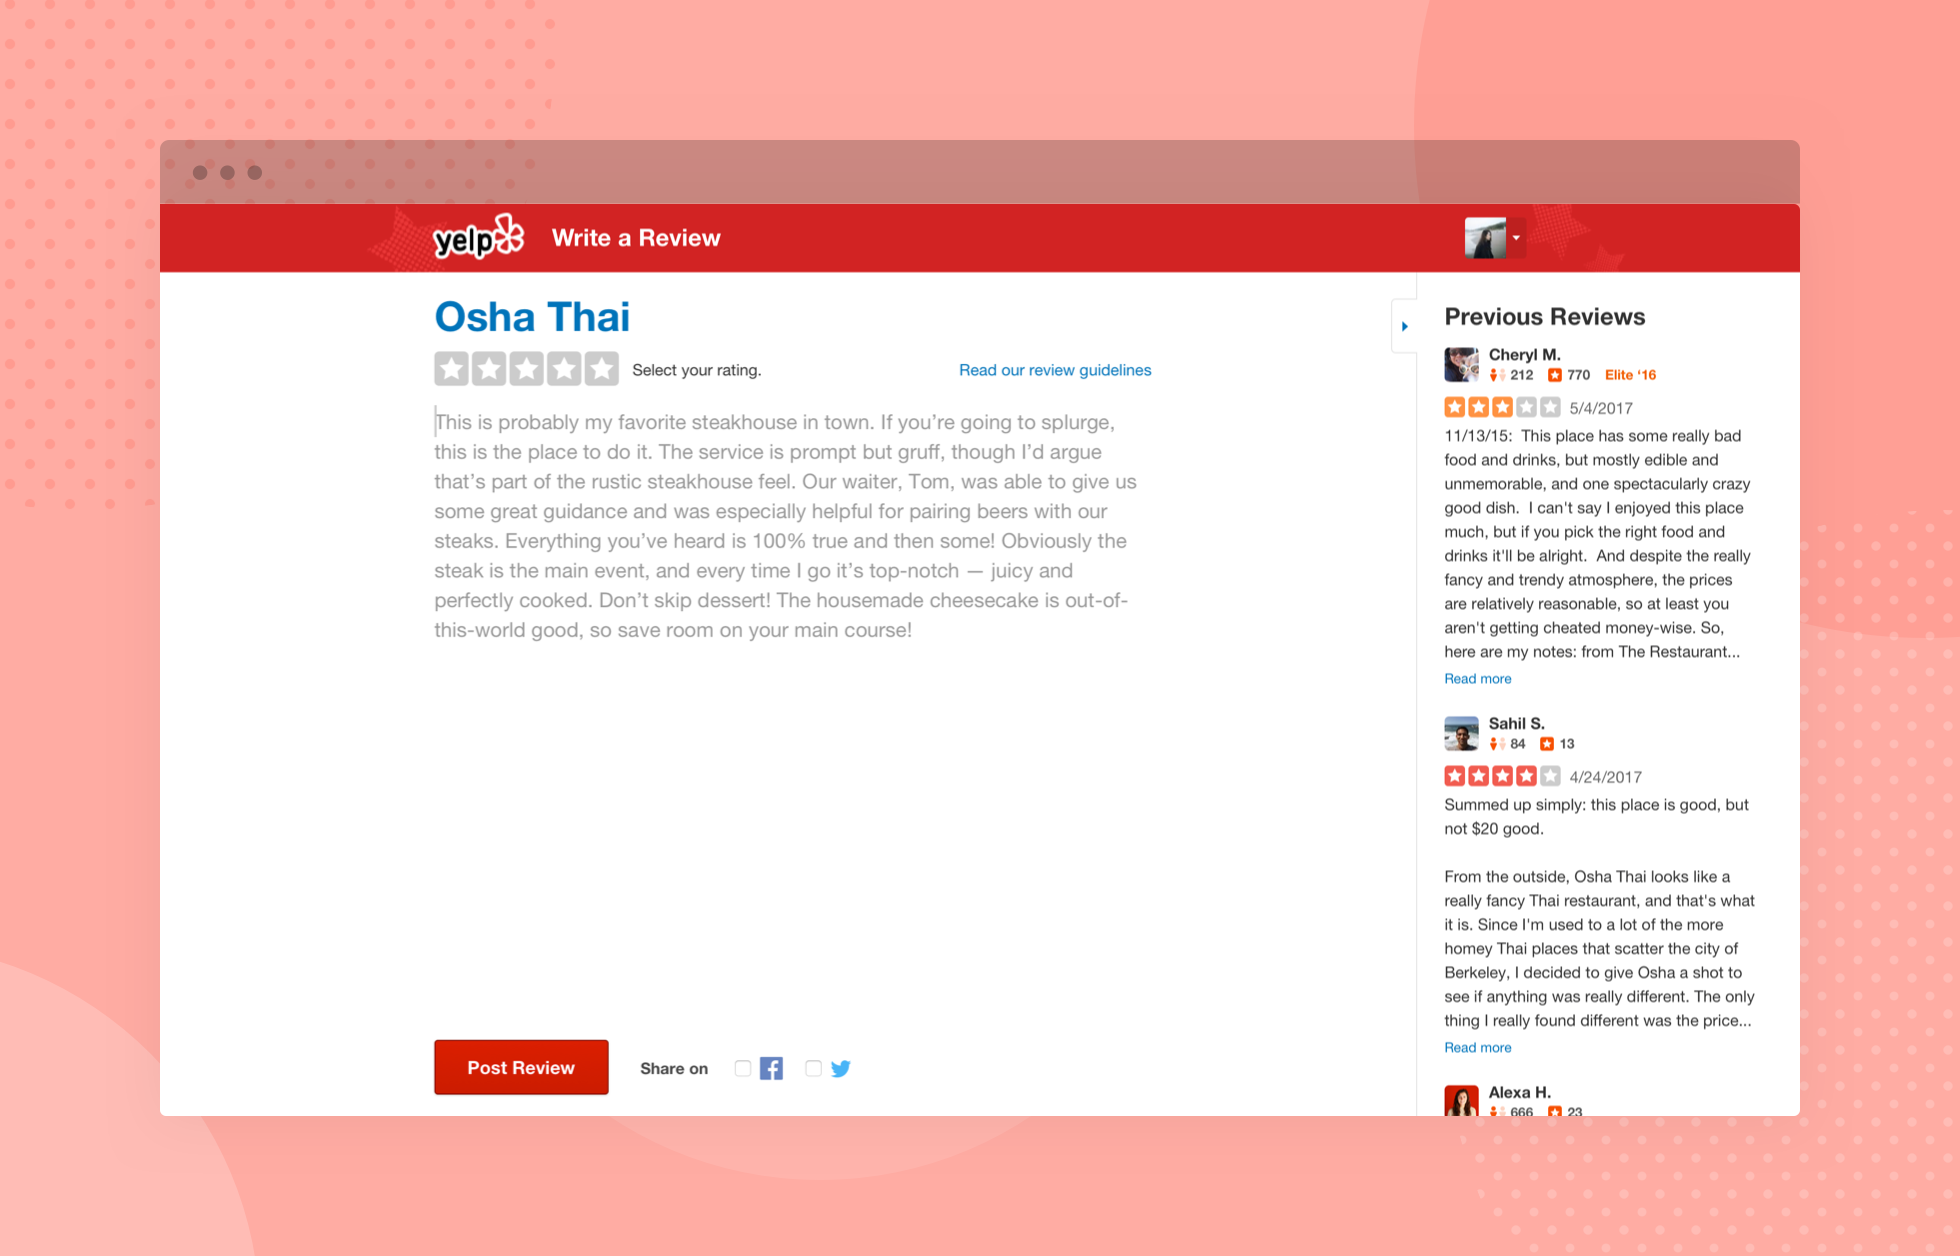 yelp
Write a Review
Osha Thai
Select your rating.
Read our review guidelines
This is probably my favorite steakhouse in town. If you’re going to splurge,
this is the place to do it. The service is prompt but gruff, though I’d argue
that’s part of the rustic steakhouse feel. Our waiter, Tom, was able to give us
some great guidance and was especially helpful for pairing beers with our
steaks. Everything you’ve heard is 100% true and then some! Obviously the
steak is the main event, and every time I go it’s top-notch — juicy and
perfectly cooked. Don’t skip dessert! The housemade cheesecake is out-of-
this-world good, so save room on your main course!
Post Review
Share on
Previous Reviews
Cheryl M.
212 770 Elite ‘16
5/4/2017
11/13/15:  This place has some really bad
food and drinks, but mostly edible and
unmemorable, and one spectacularly crazy
good dish.  I can't say I enjoyed this place
much, but if you pick the right food and
drinks it'll be alright.  And despite the really
fancy and trendy atmosphere, the prices
are relatively reasonable, so at least you
aren't getting cheated money-wise. So,
here are my notes: from The Restaurant...
Read more
Sahil S.
84 13
4/24/2017
Summed up simply: this place is good, but
not $20 good.
From the outside, Osha Thai looks like a
really fancy Thai restaurant, and that's what
it is. Since I'm used to a lot of the more
homey Thai places that scatter the city of
Berkeley, I decided to give Osha a shot to
see if anything was really different. The only
thing I really found different was the price...
Read more
Alexa H.
666 23